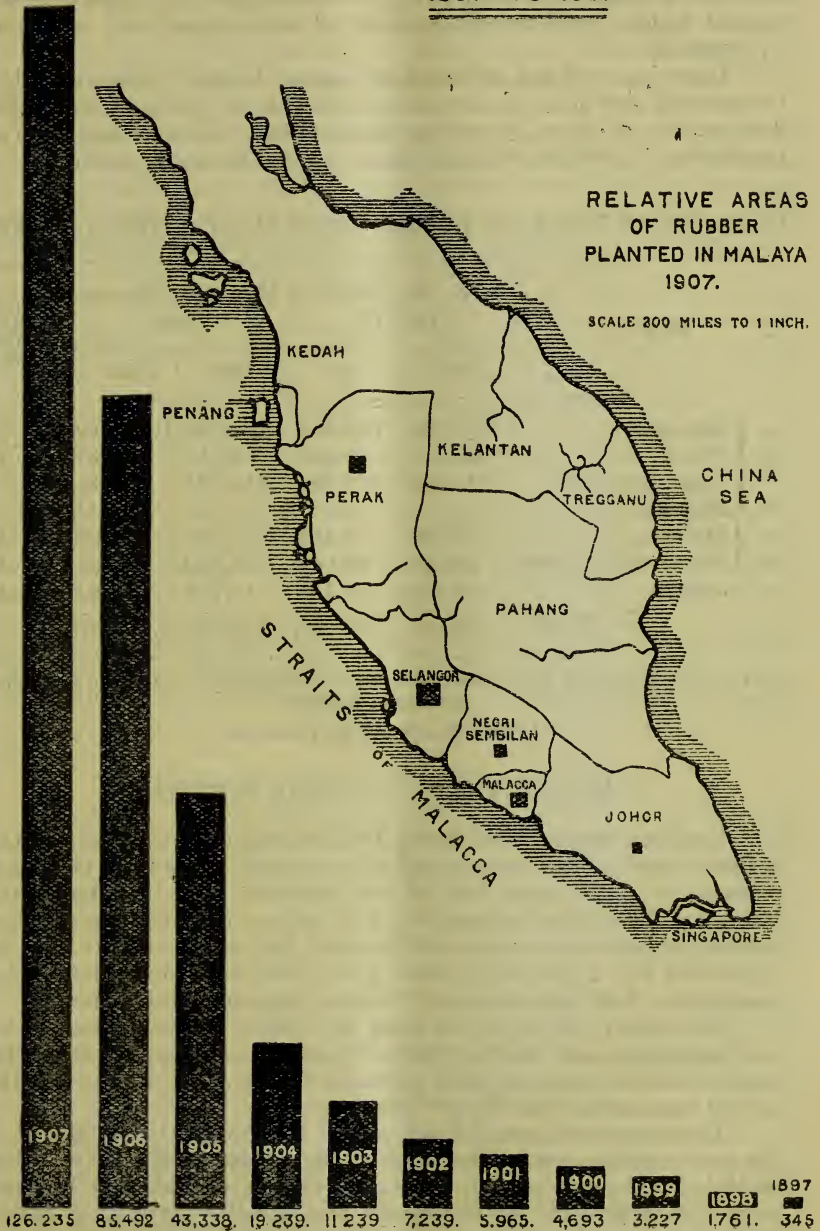 RELATIVE AREAS
OF RUBBER
PLANTED IN MALAYA
1907.
SCALE 200 MILES TO 1 INCH.
KEDAH
PENANG
KELANTAN
CHINA
SEA
PERAK
TREGGANU
PAHANG
STRAITS OF MALACCA
SELANGOR
NEGRI
SEMBILAN
MALACCA
JOHOR
SINGAPORE
1907 1906 1905 1904 1903 1902 1901 1900 1899 1898 1897
126.235 85.492 43,338. 19.239. 11 239 7,239. 5.965. 4,693 3.227 1,761. 345